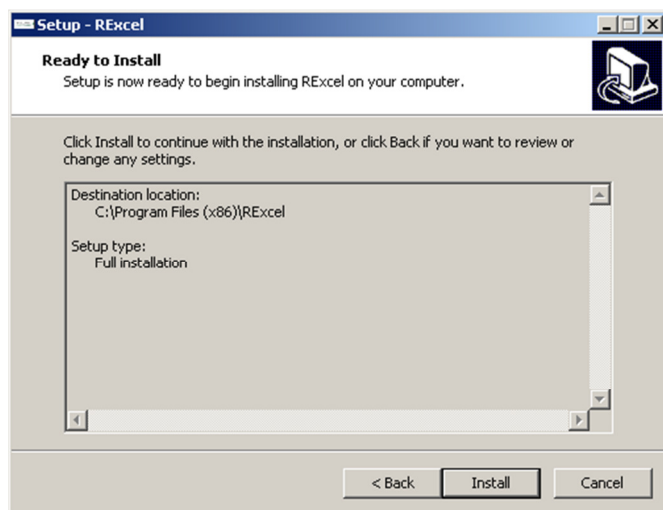 Setup - RExcel
Ready to Install
Setup is now ready to begin installing RExcel on your computer.
Click Install to continue with the installation, or click Back if you want to review or
change any settings.
Destination location:
C:\Program Files (x86)\RExcel
Setup type:
Full installation
< Back
Install
Cancel